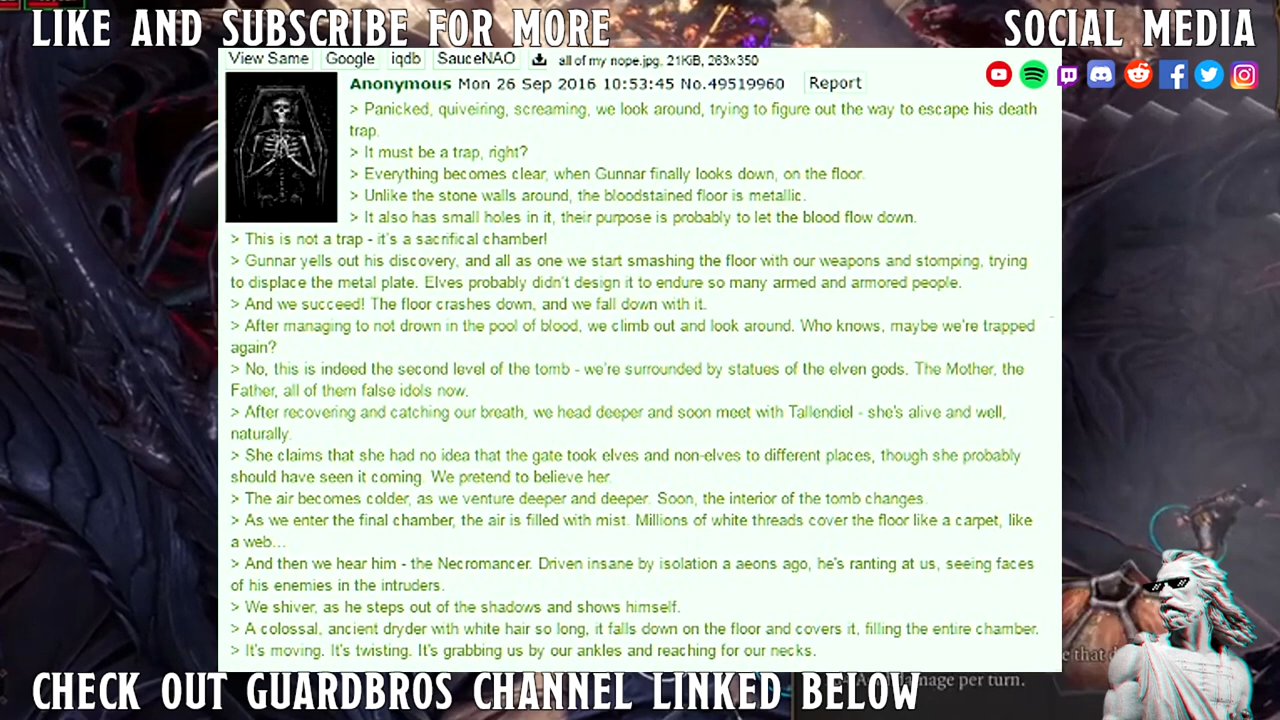 LIKE AND SUBSCRIBE FOR MORE
SOCIAL MEDIA
View Same Google iqdb SauceNAO all of my nope.jpg, 21KiB, 263x350
Anonymous Mon 26 Sep 2016 10:53:45 No.49519960 Report
> Panicked, quiveiring, screaming, we look around, trying to figure out the way to escape his death
trap.
> It must be a trap, right?
> Everything becomes clear, when Gunnar finally looks down, on the floor.
> Unlike the stone walls around, the bloodstained floor is metallic.
> It also has small holes in it, their purpose is probably to let the blood flow down.
> This is not a trap - it's a sacrifical chamber!
> Gunnar yells out his discovery, and all as one we start smashing the floor with our weapons and stomping, trying
to displace the metal plate. Elves probably didn't design it to endure so many armed and armored people.
> And we succeed! The floor crashes down, and we fall down with it.
> After managing to not drown in the pool of blood, we climb out and look around. Who knows, maybe we're trapped
again?
> No, this is indeed the second level of the tomb - we're surrounded by statues of the elven gods. The Mother, the
Father, all of them false idols now.
> After recovering and catching our breath, we head deeper and soon meet with Tallendiel - she's alive and well,
naturally.
> She claims that she had no idea that the gate took elves and non-elves to different places, though she probably
should have seen it coming. We pretend to believe her.
> The air becomes colder, as we venture deeper and deeper. Soon, the interior of the tomb changes.
> As we enter the final chamber, the air is filled with mist. Millions of white threads cover the floor like a carpet, like
a web...
> And then we hear him - the Necromancer. Driven insane by isolation a aeons ago, he's ranting at us, seeing faces
of his enemies in the intruders.
> We shiver, as he steps out of the shadows and shows himself.
> A colossal, ancient dryder with white hair so long, it falls down on the floor and covers it, filling the entire chamber.
> It's moving. It's twisting. It's grabbing us by our ankles and reaching for our necks.
e that d
mage per turn.
CHECK OUT GUARDBROS CHANNEL LINKED BELOW